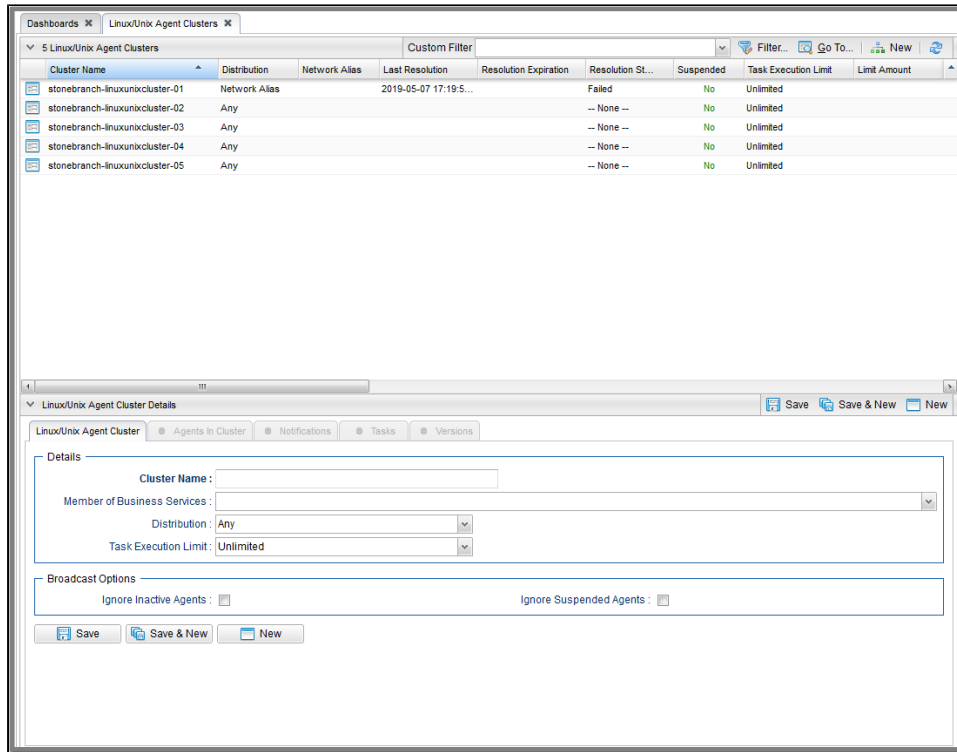 Dashboards Linux/Unix Agent Clusters
5 Linux/Unix Agent Clusters Custom Filter Filter... Go To... New
Cluster Name Distribution Network Alias Last Resolution Resolution Expiration Resolution St... Suspended Task Execution Limit Limit Amount
stonebranch-linuxunixcluster-01 Network Alias 2019-05-07 17:19:5... Failed No Unlimited
stonebranch-linuxunixcluster-02 Any -- None -- No Unlimited
stonebranch-linuxunixcluster-03 Any -- None -- No Unlimited
stonebranch-linuxunixcluster-04 Any -- None -- No Unlimited
stonebranch-linuxunixcluster-05 Any -- None -- No Unlimited
Linux/Unix Agent Cluster Details Save Save & New New
Linux/Unix Agent Cluster Agents in Cluster Notifications Tasks Versions
Details
Cluster Name :
Member of Business Services :
Distribution : Any
Task Execution Limit : Unlimited
Broadcast Options
Ignore Inactive Agents : Ignore Suspended Agents :
Save Save & New New